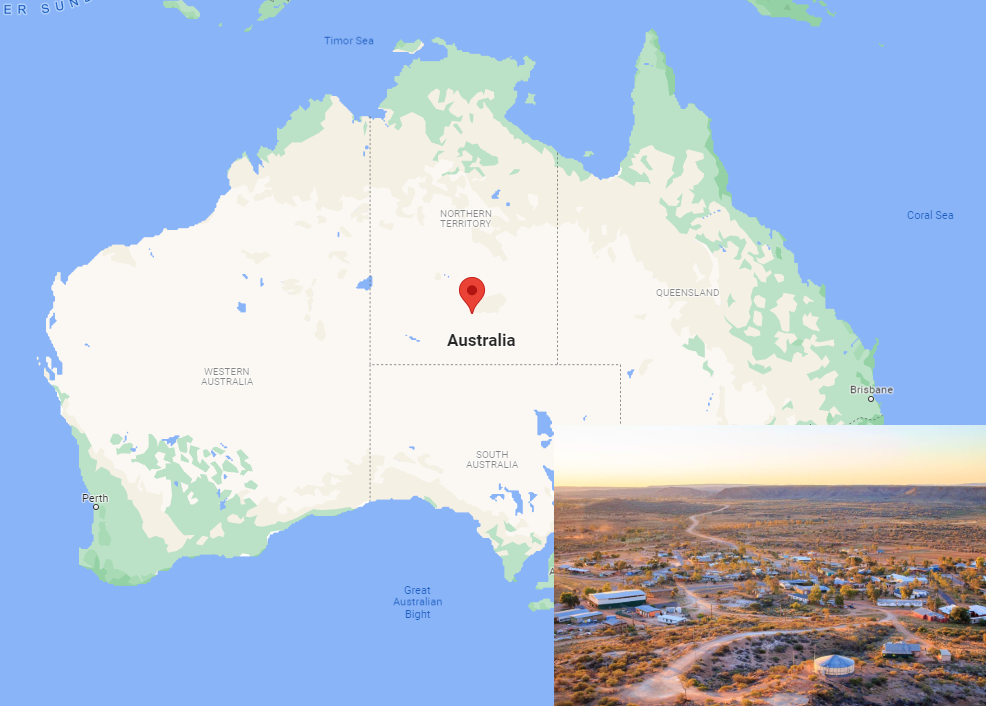 ER SUND
Timor Sea
Coral Sea
NORTHERN
TERRITORY
QUEENSLAND
Australia
WESTERN
AUSTRALIA
Brisbane
SOUTH
AUSTRALIA
Perth
Great
Australian
Bight